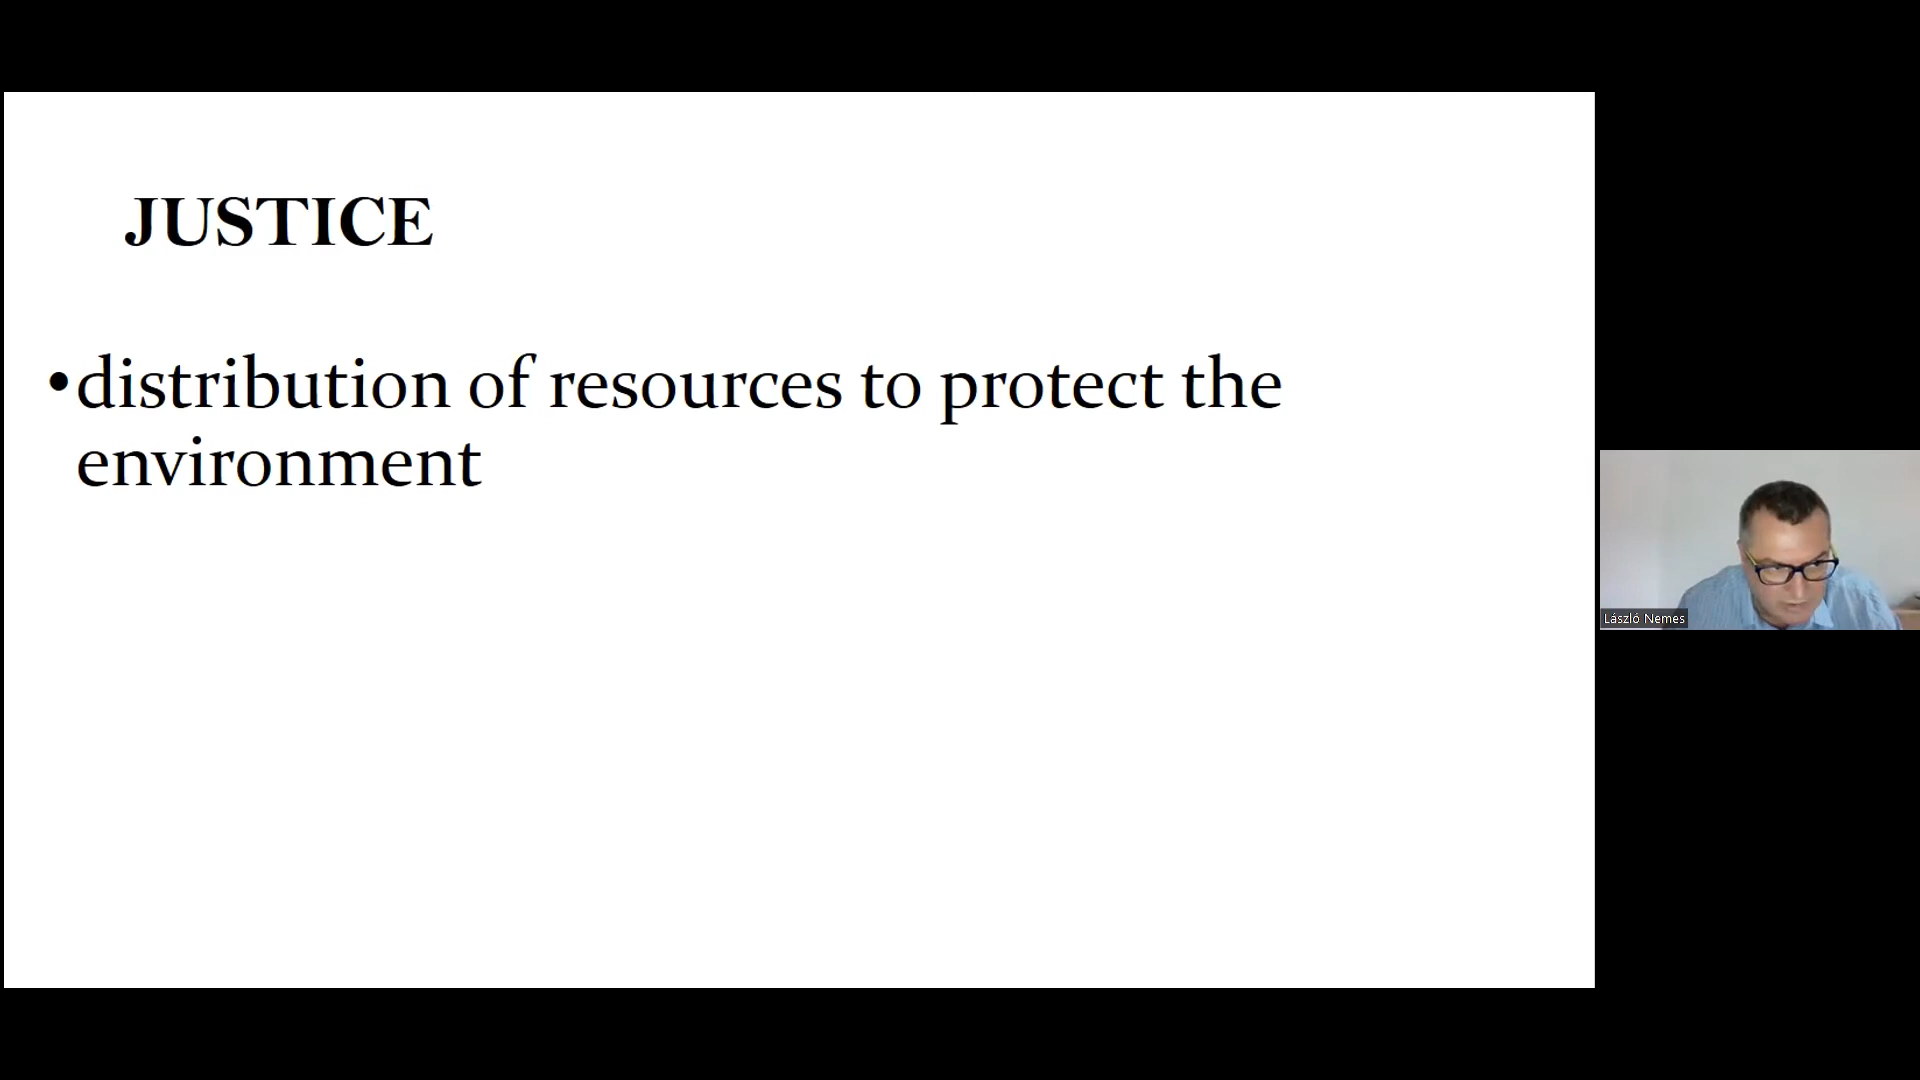 JUSTICE
•distribution of resources to protect the
environment
László Nemes